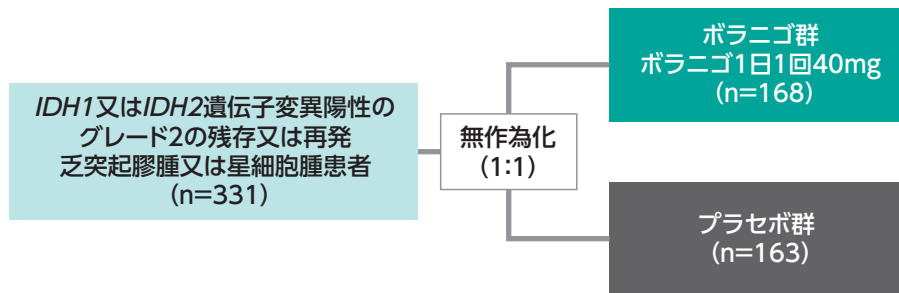 IDH1又はIDH2遺伝子変異陽性の
グレード2の残存又は再発
乏突起膠腫又は星細胞腫患者
(n=331)
無作為化
(1:1)
ボラニゴ群
ボラニゴ1日1回40mg
(n=168)
プラセボ群
(n=163)